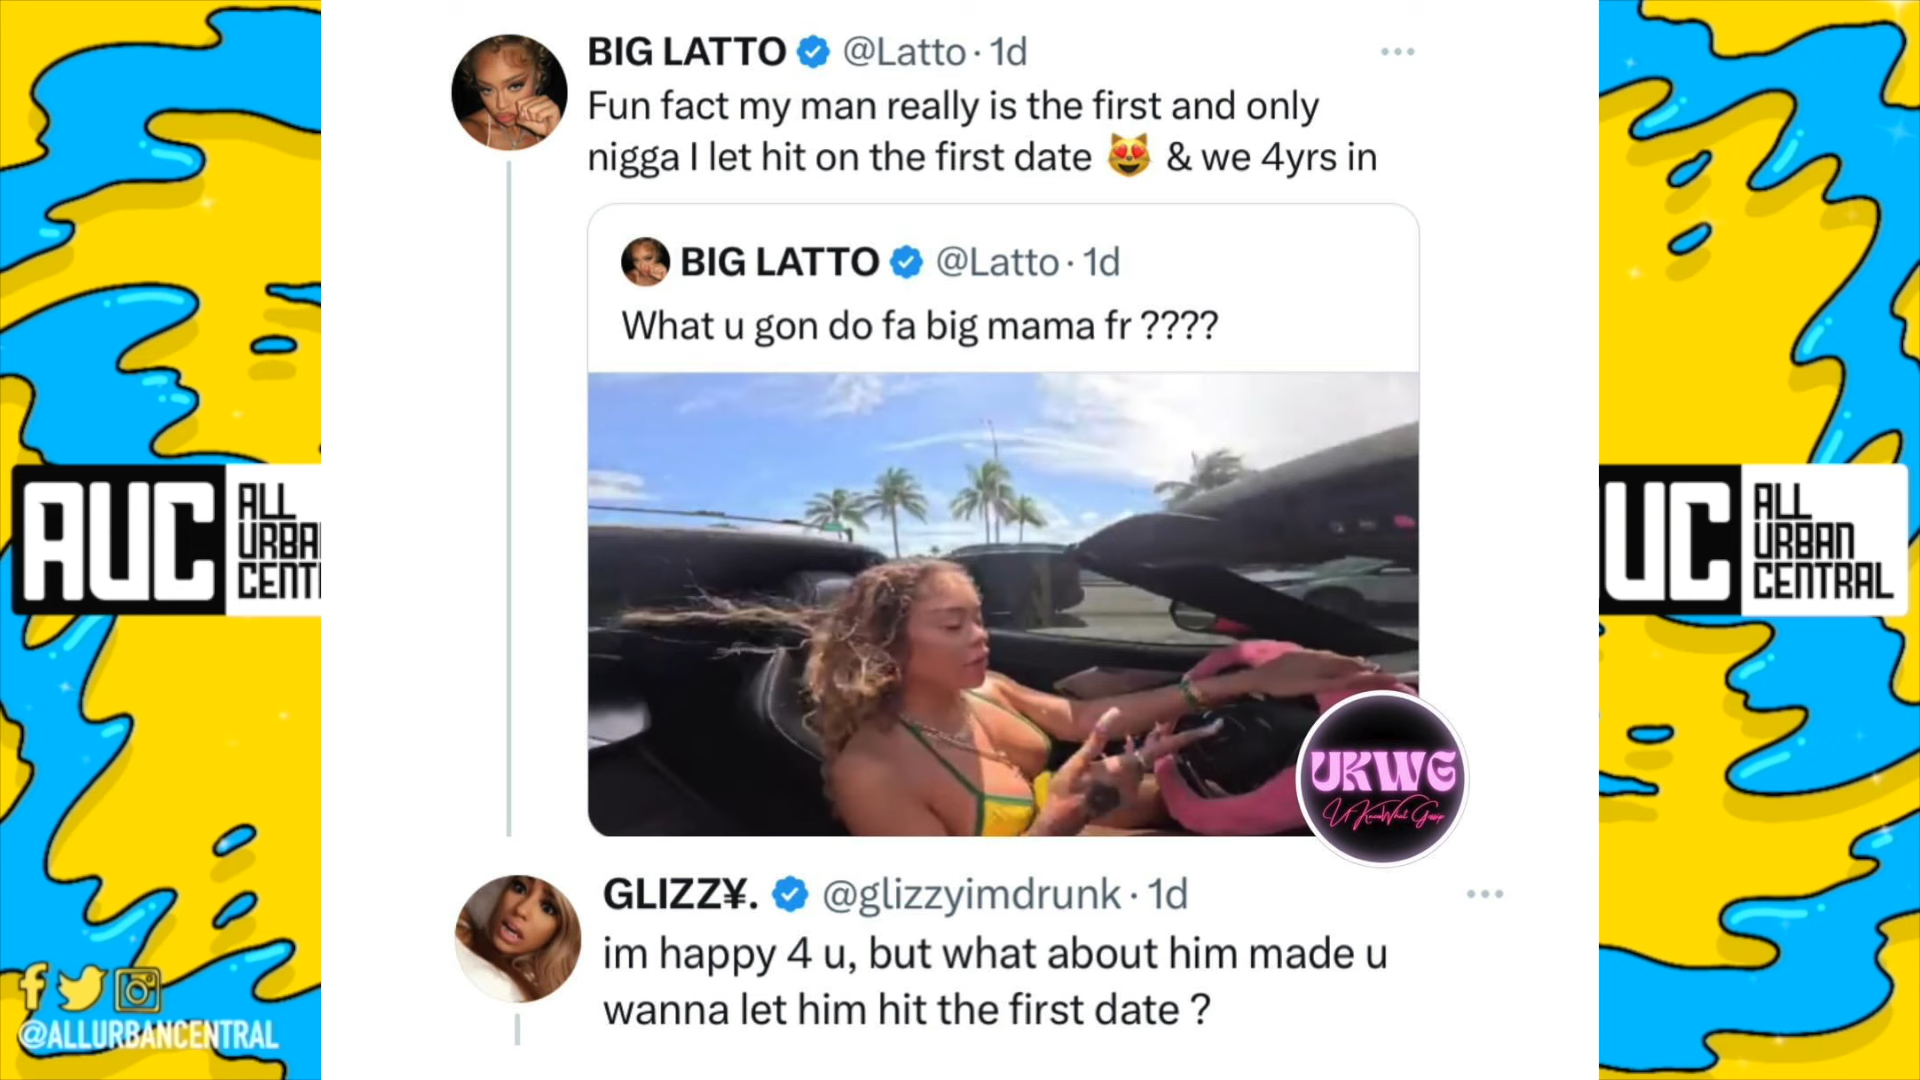 BIG LATTO @Latto · 1d
Fun fact my man really is the first and only
nigga I let hit on the first date 😻 & we 4yrs in
BIG LATTO @Latto · 1d
What u gon do fa big mama fr ????
UKWG
U KnowWhat Gossip
GLIZZ¥. @glizzyimdrunk · 1d
im happy 4 u, but what about him made u
wanna let him hit the first date ?
AUC
ALL
URBA
CENT
UC
ALL
URBAN
CENTRAL
@ALLURBANCENTRAL